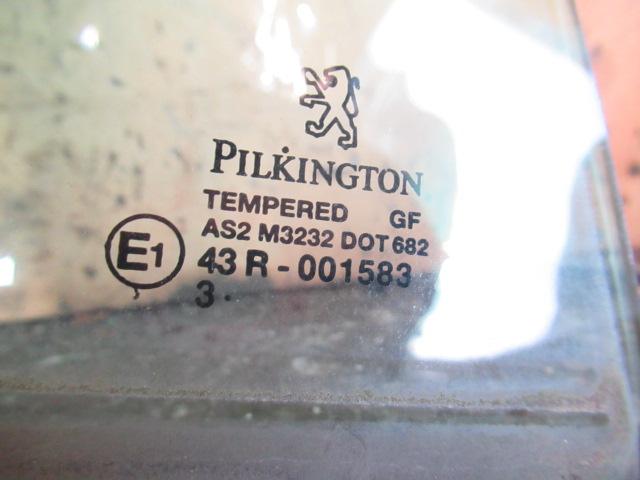 PILKINGTON
TEMPERED GF
AS2 M3232 DOT 682
E1
43 R - 001583
3 .